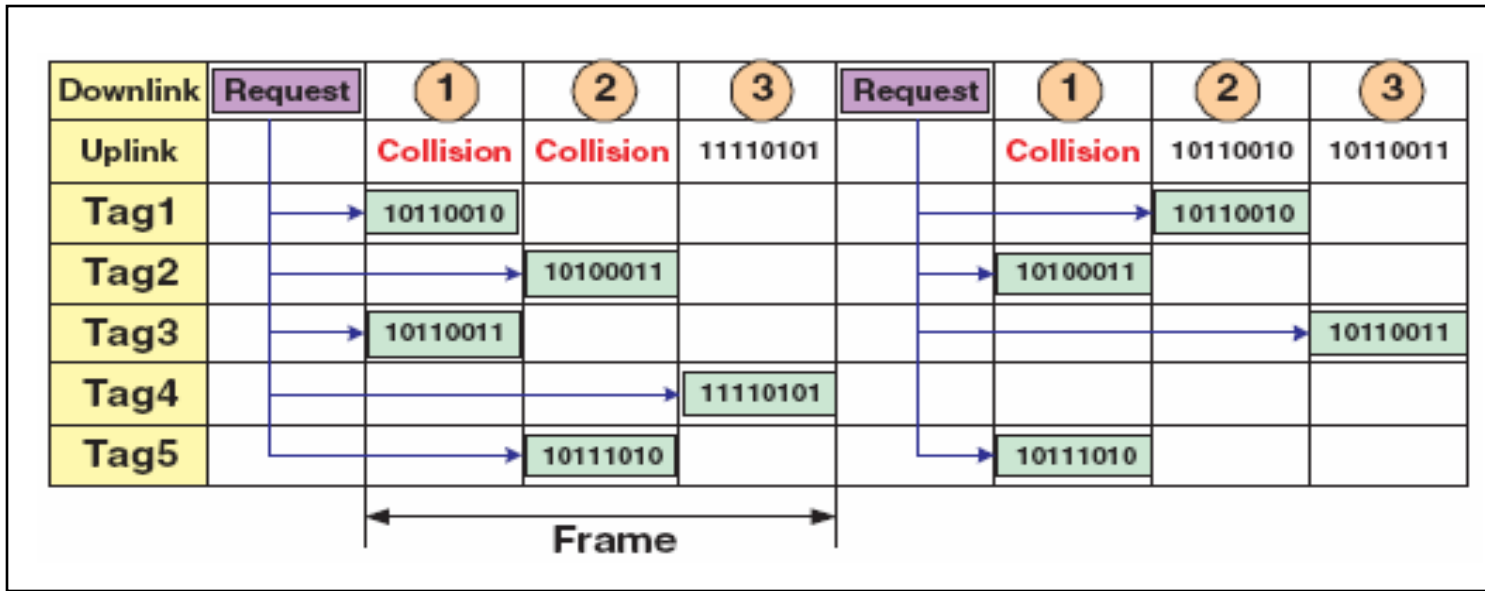 Downlink Request 1 2 3 Request 1 2 3
Uplink Collision Collision 11110101 Collision 10110010 10110011
Tag1 10110010 10110010
Tag2 10100011 10100011
Tag3 10110011 10110011
Tag4 11110101
Tag5 10111010 10111010
Frame